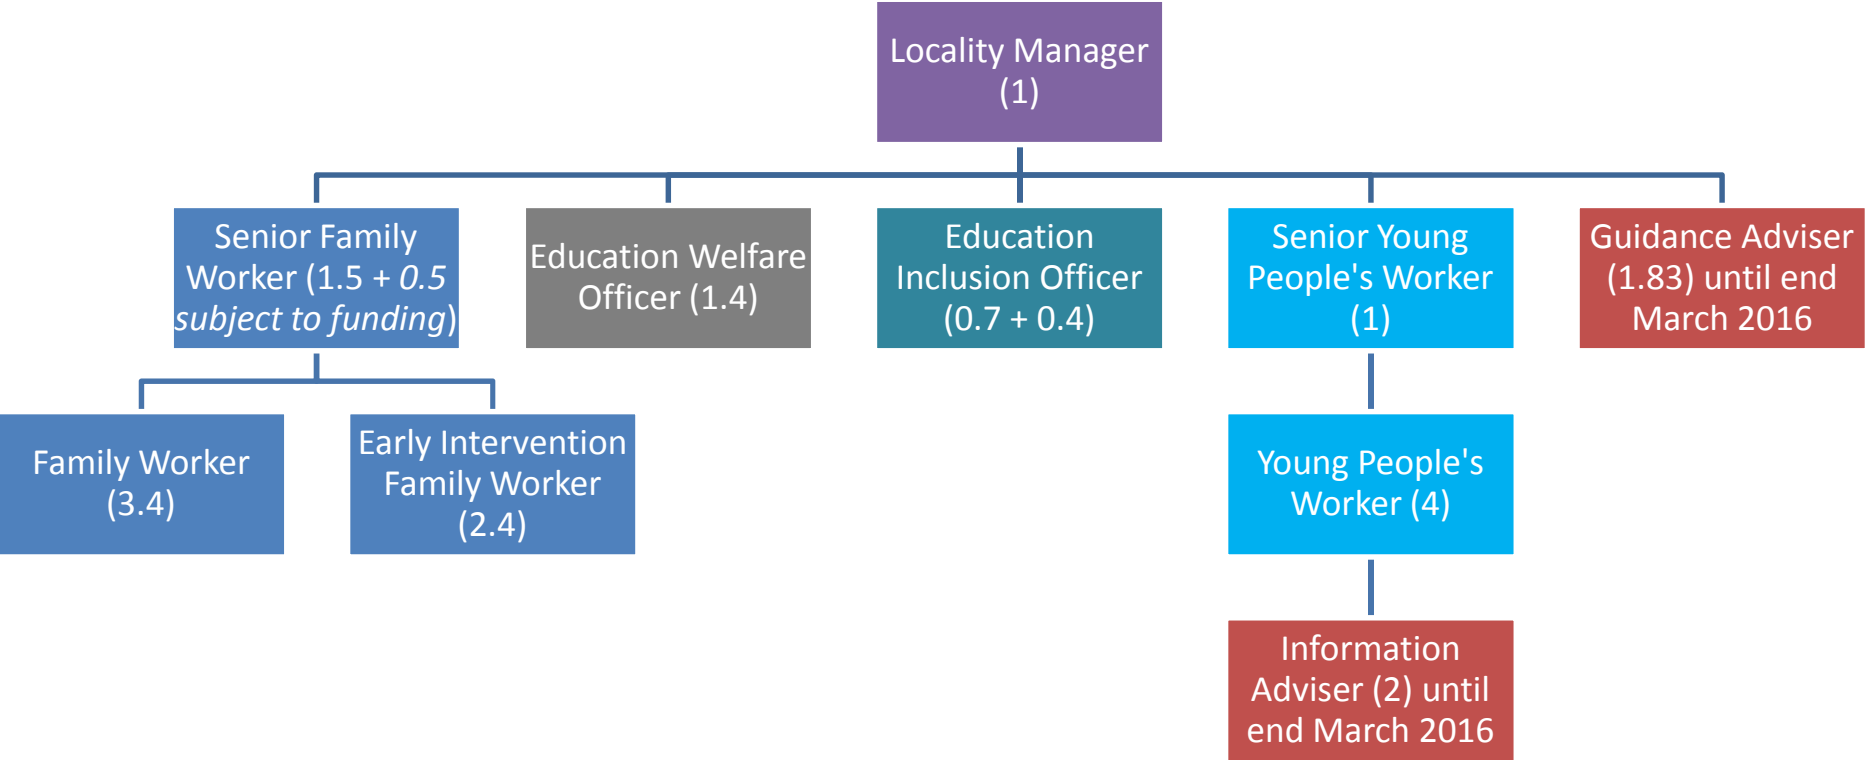 Locality Manager
(1)
Senior Family
Worker (1.5 + 0.5
subject to funding)
Education Welfare
Officer (1.4)
Education
Inclusion Officer
(0.7 + 0.4)
Senior Young
People's Worker
(1)
Guidance Adviser
(1.83) until end
March 2016
Family Worker
(3.4)
Early Intervention
Family Worker
(2.4)
Young People's
Worker (4)
Information
Adviser (2) until
end March 2016